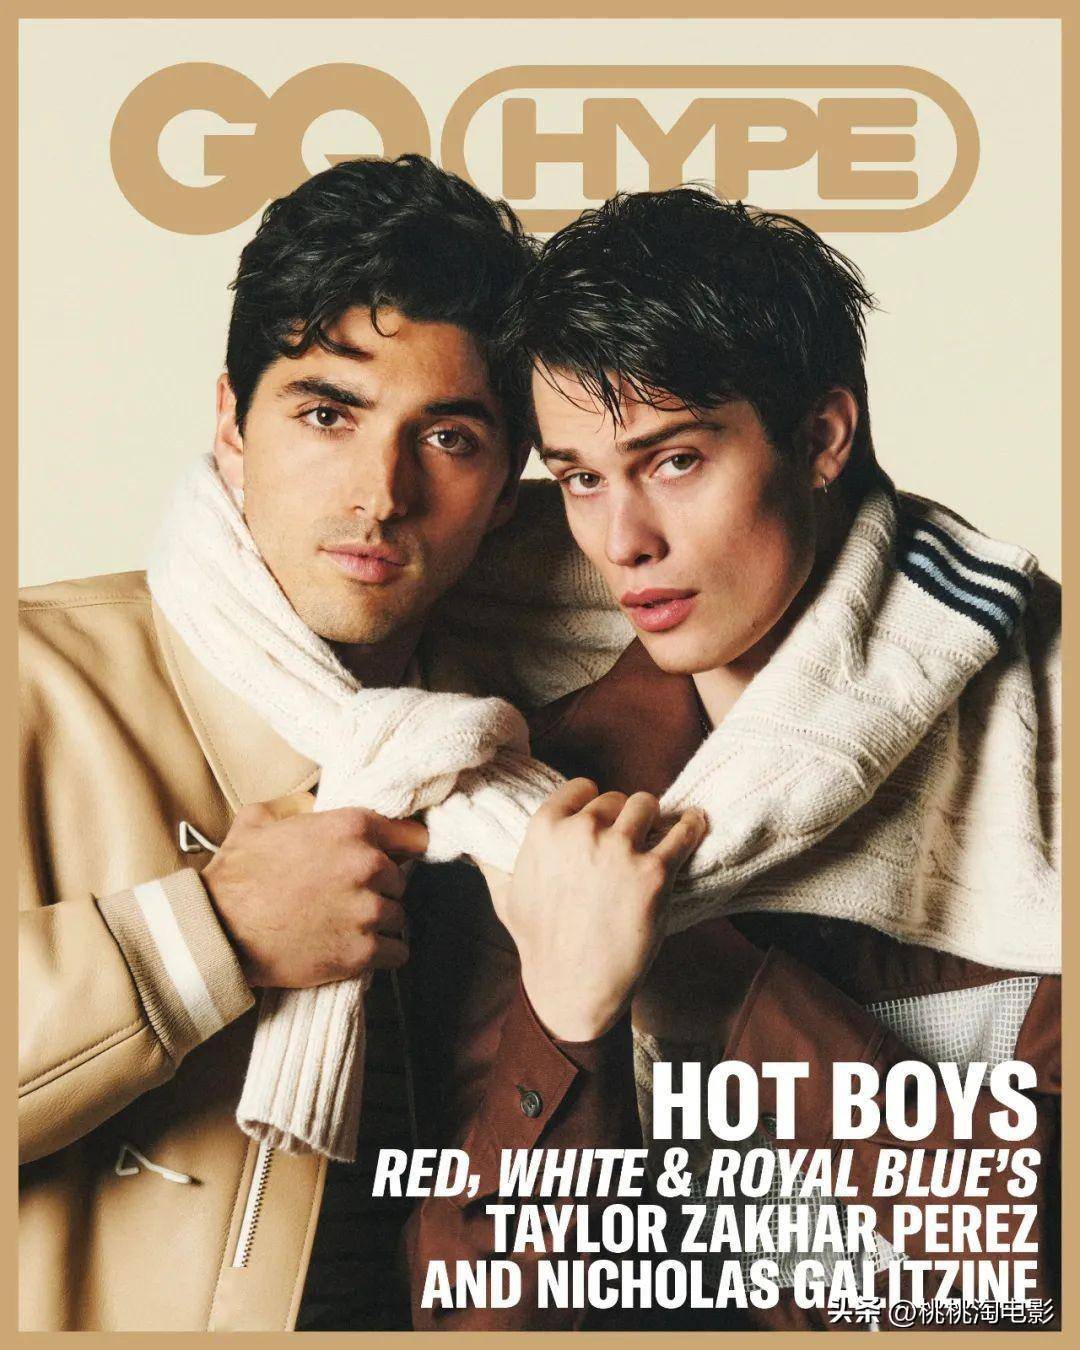 GQ HYPE
HOT BOYS
RED, WHITE & ROYAL BLUE'S
TAYLOR ZAKHAR PEREZ
AND NICHOLAS GALITZINE
头条 @桃桃淘电影